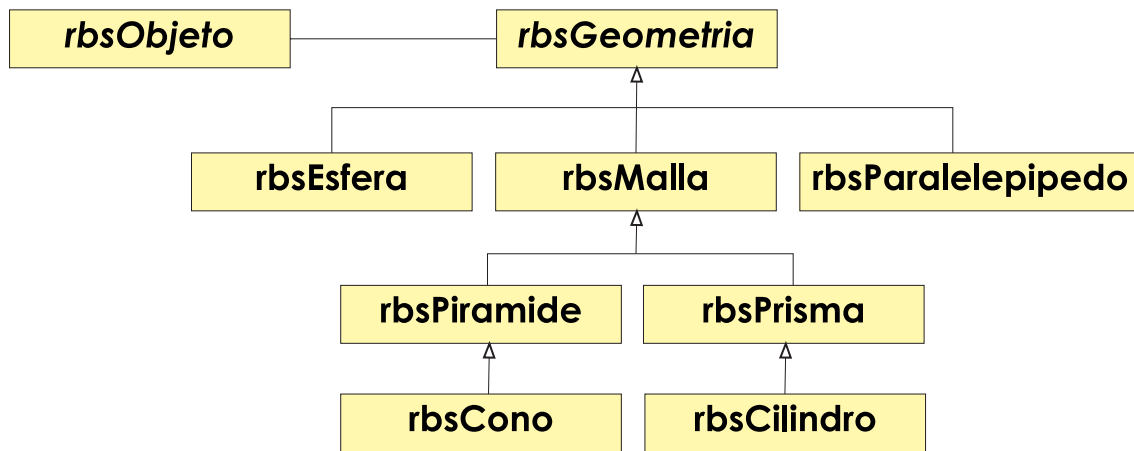 rbsObjeto
rbsGeometria
rbsEsfera
rbsMalla
rbsParalelepipedo
rbsPiramide
rbsPrisma
rbsCono
rbsCilindro